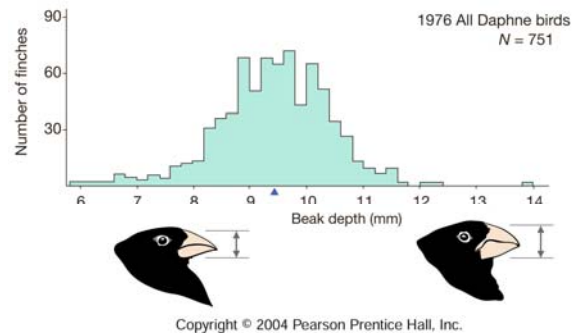 1976 All Daphne birds
N = 751
Number of finches
90
60
30
6 7 8 9 10 11 12 13 14
Beak depth (mm)
Copyright © 2004 Pearson Prentice Hall, Inc.